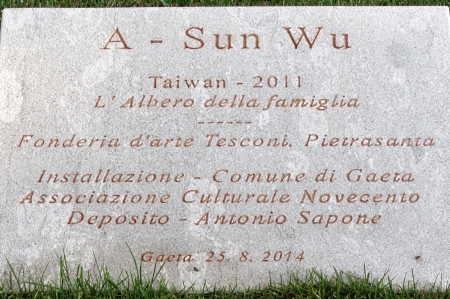 A - Sun Wu
Taiwan - 2011
L' Albero della famiglia
------
Fonderia d'arte Tesconi. Pietrasanta
Installazione - Comune di Gaeta
Associazione Culturale Novecento
Deposito - Antonio Sapone
Gaeta 25. 8. 2014